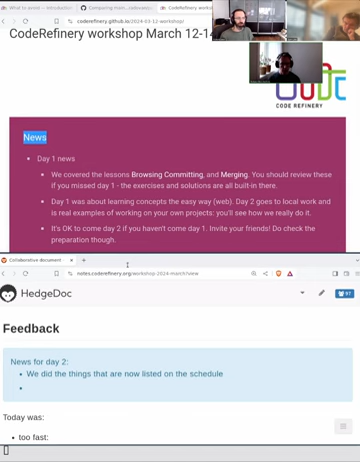 What to avoid — Introduction
Comparing main...
CodeRefinery works
coderefinery.github.io/2024-03-12-workshop/
CodeRefinery workshop March 12-14
CODE REFINERY
News
Day 1 news
We covered the lessons Browsing Committing, and Merging. You should review these
if you missed day 1 - the exercises and solutions are all built-in there.
Day 1 was about learning concepts the easy way (web). Day 2 goes to local work and
is real examples of working on your own projects: you'll see how we really do it.
It's OK to come day 2 if you haven't come day 1. Invite your friends! Do check the
preparation though.
Collaborative document
notes.coderefinery.org/workshop-2024-march/view
HedgeDoc
97
Feedback
News for day 2:
We did the things that are now listed on the schedule
Today was:
too fast: